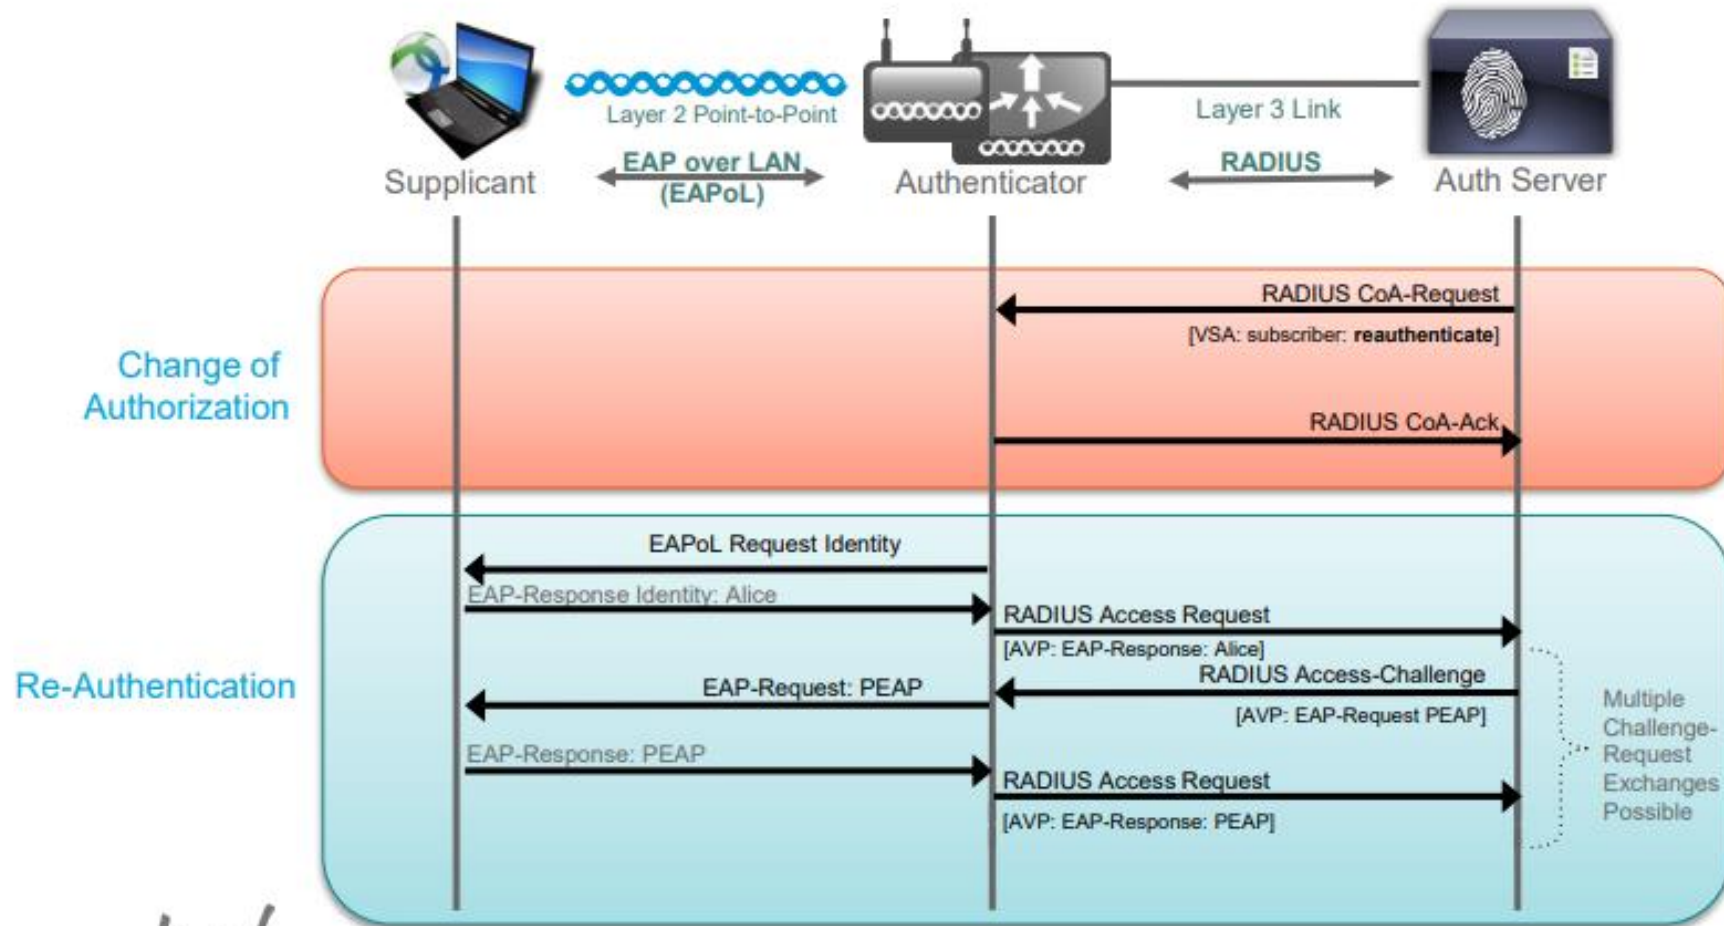 Layer 2 Point-to-Point
Layer 3 Link
EAP over LAN
(EAPoL)
RADIUS
Supplicant
Authenticator
Auth Server
Change of
Authorization
RADIUS CoA-Request
[VSA: subscriber: reauthenticate]
RADIUS CoA-Ack
Re-Authentication
EAPoL Request Identity
EAP-Response Identity: Alice
RADIUS Access Request
[AVP: EAP-Response: Alice]
RADIUS Access-Challenge
[AVP: EAP-Request PEAP]
EAP-Request: PEAP
EAP-Response: PEAP
RADIUS Access Request
[AVP: EAP-Response: PEAP]
Multiple
Challenge-
Request
Exchanges
Possible